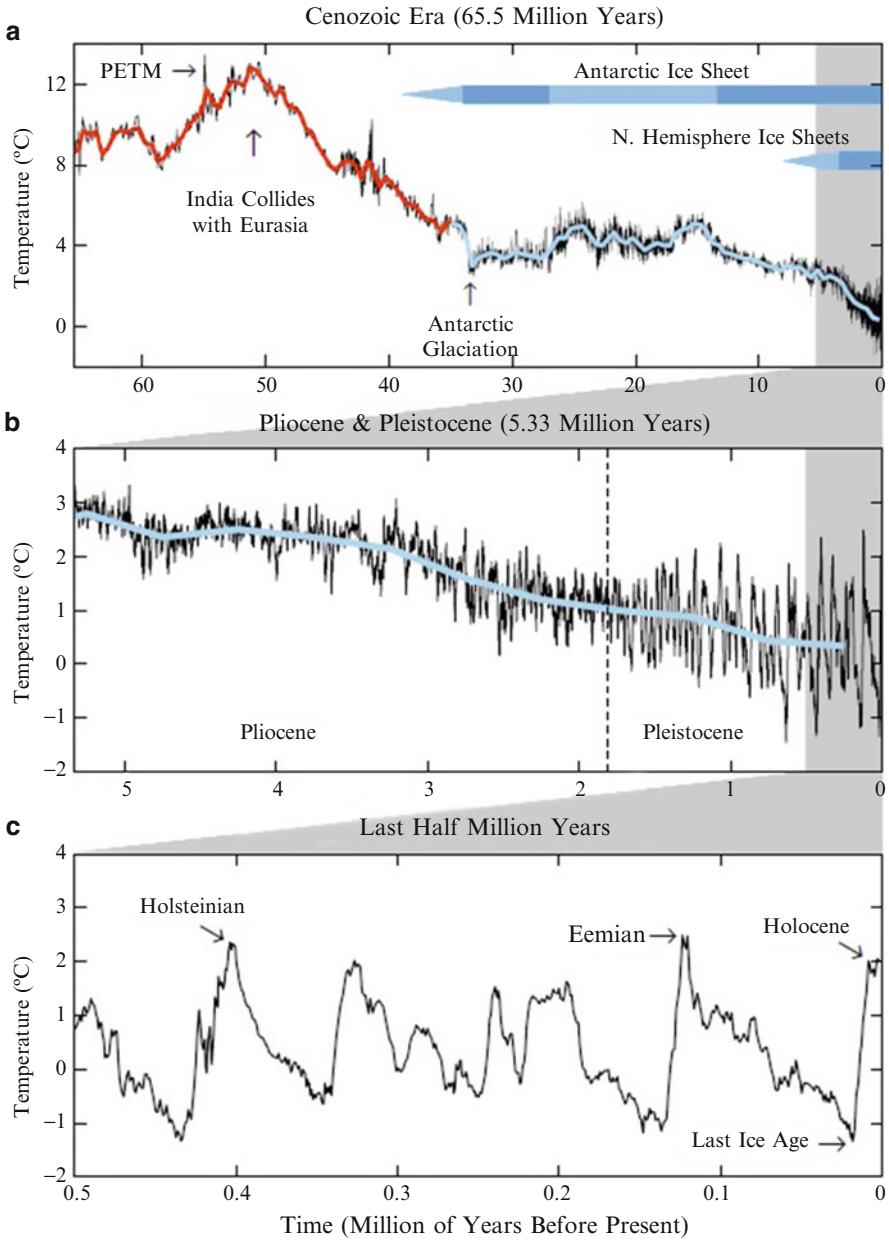 a
Cenozoic Era (65.5 Million Years)
12
8
4
0
Temperature (ºC)
PETM
Antarctic Ice Sheet
N. Hemisphere Ice Sheets
India Collides
with Eurasia
Antarctic
Glaciation
60 50 40 30 20 10 0
b
Pliocene & Pleistocene (5.33 Million Years)
4
3
2
1
0
–1
–2
Temperature (ºC)
Pliocene Pleistocene
5 4 3 2 1 0
c
Last Half Million Years
4
3
2
1
0
–1
–2
Temperature (ºC)
Holsteinian
Eemian
Holocene
Last Ice Age
0.5 0.4 0.3 0.2 0.1 0
Time (Million of Years Before Present)